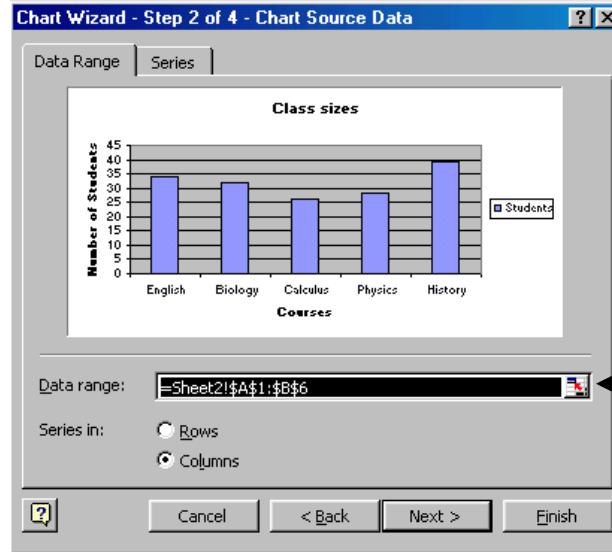 Chart Wizard - Step 2 of 4 - Chart Source Data
Data Range Series
Class sizes
Number of Students
45
40
35
30
25
20
15
10
5
0
English Biology Calculus Physics History
Courses
Students
Data range: =Sheet2!$A$1:$B$6
Series in: Rows
Columns
Cancel < Back Next > Finish